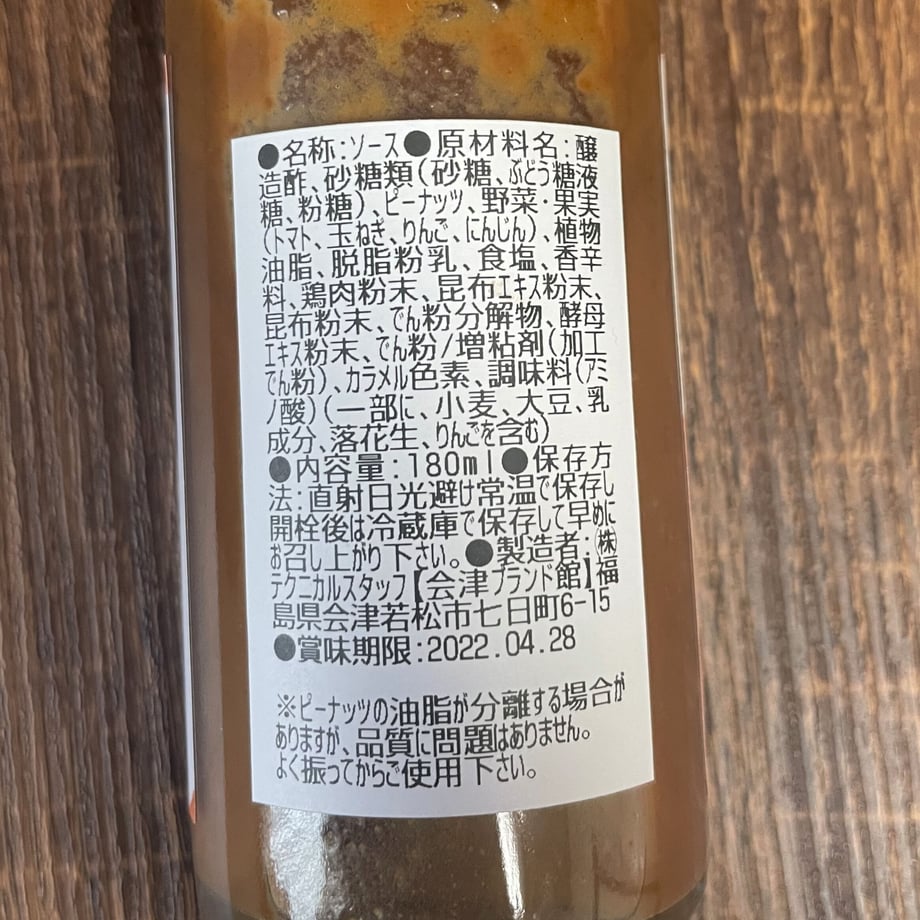 ●名称:ソース●原材料名:醸
造酢、砂糖類(砂糖、ぶどう糖液
糖、粉糖)、ピーナッツ、野菜・果実
(トマト、玉ねぎ、りんご、にんじん)、植物
油脂、脱脂粉乳、食塩、香辛
料、鶏肉粉末、昆布エキス粉末、
昆布粉末、でん粉分解物、酵母
エキス粉末、でん粉/増粘剤(加工
でん粉)、カラメル色素、調味料(アミ
ノ酸)(一部に、小麦、大豆、乳
成分、落花生、りんごを含む)
●内容量:180ml●保存方
法:直射日光避け常温で保存し
開栓後は冷蔵庫で保存して早めに
お召し上がり下さい。●製造者:㈱
テクニカルスタッフ【会津ブランド館】福
島県会津若松市七日町6-15
●賞味期限:2022.04.28
※ピーナッツの油脂が分離する場合が
ありますが、品質に問題はありません。
よく振ってからご使用下さい。